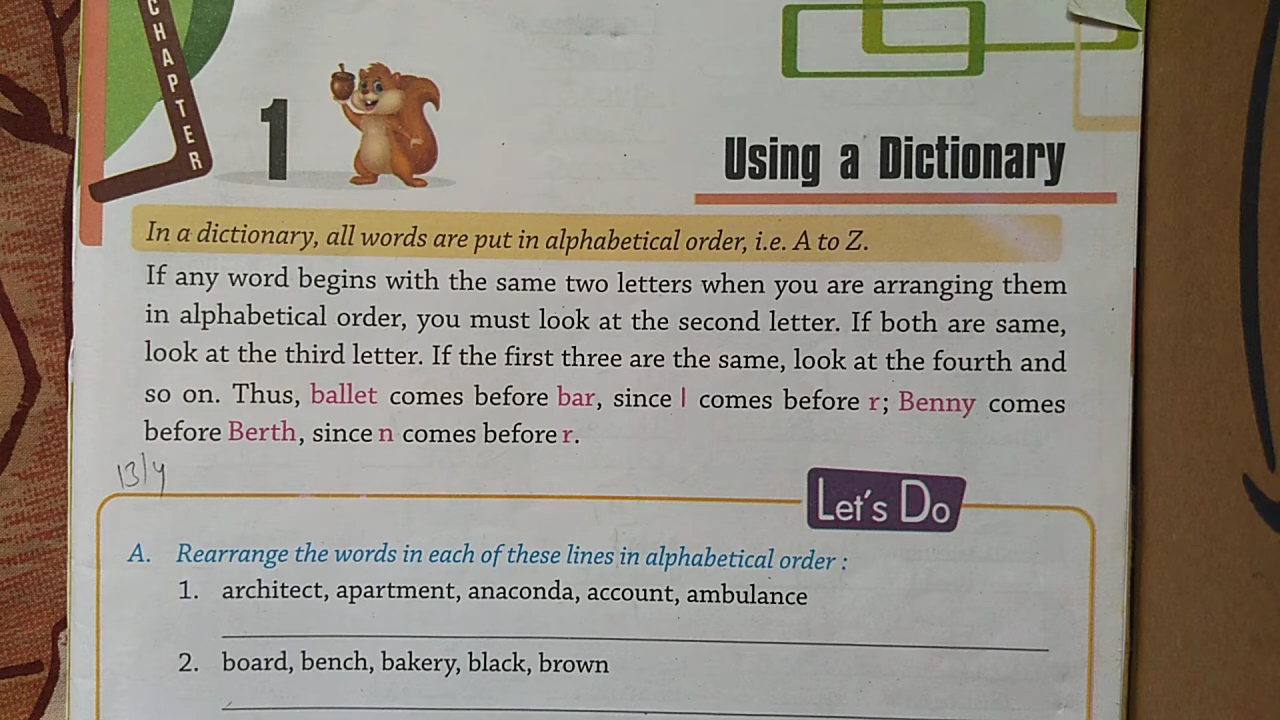 CHAPTER
1
Using a Dictionary
In a dictionary, all words are put in alphabetical order, i.e. A to Z.
If any word begins with the same two letters when you are arranging them
in alphabetical order, you must look at the second letter. If both are same,
look at the third letter. If the first three are the same, look at the fourth and
so on. Thus, ballet comes before bar, since l comes before r; Benny comes
before Berth, since n comes before r.
13/4
Let's Do
A. Rearrange the words in each of these lines in alphabetical order :
1. architect, apartment, anaconda, account, ambulance
2. board, bench, bakery, black, brown